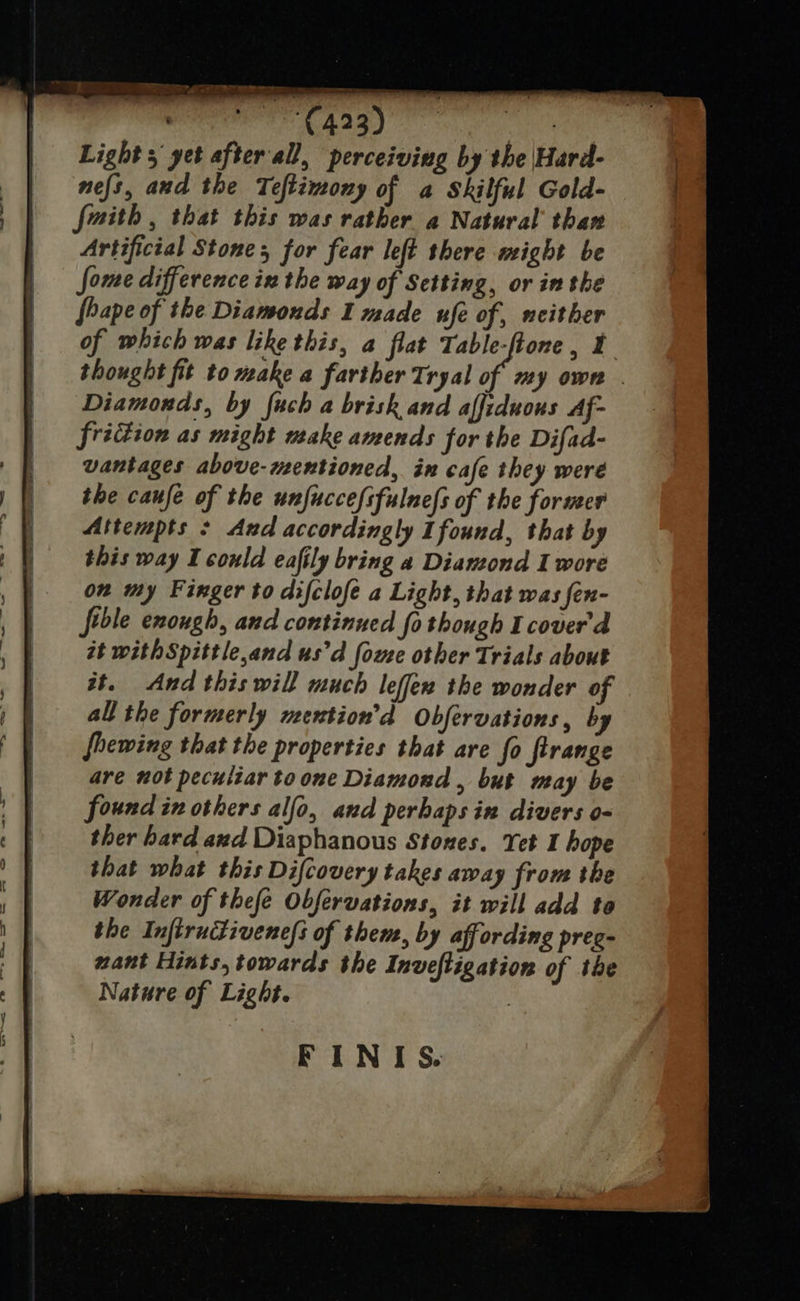 (423)
Light; yet after all, perceiving by the Hard-
neſs, and the Teſtimony of a Skilful Gold-
ſmith, that this was rather a Natural than
Artificial Stone; for fear leſt there might be
ſome difference in the way of Setting, or in the
ſhape of the Diamonds I made uſe of, neither
of which was like this, a flat Table-ſtone, I
thought fit to make a farther Tryal of my own
Diamonds, by ſuch a brisk and aſſiduous Af-
friction as might make amends for the Diſad-
vantages above-mentioned, in caſe they were
the cauſe of the unſucceſsfulneſs of the former
Attempts : And accordingly I found, that by
this way I could eaſily bring a Diamond I wore
on my Finger to diſcloſe a Light, that was ſen-
ſible enough, and continued ſo though I cover'd
it with Spittle, and us'd ſome other Trials about
it. And this will much leſſen the wonder of
all the formerly mention'd Obſervations, by
ſhewing that the properties that are ſo ſtrange
are not peculiar to one Diamond, but may be
found in others alſo, and perhaps in divers o-
ther hard and Diaphanous Stones. Yet I hope
that what this Diſcovery takes away from the
Wonder of theſe Obſervations, it will add to
the Inſtructiveneſs of them, by affording preg-
nant Hints, towards the Inveſtigation of the
Nature of Light.
FINIS.